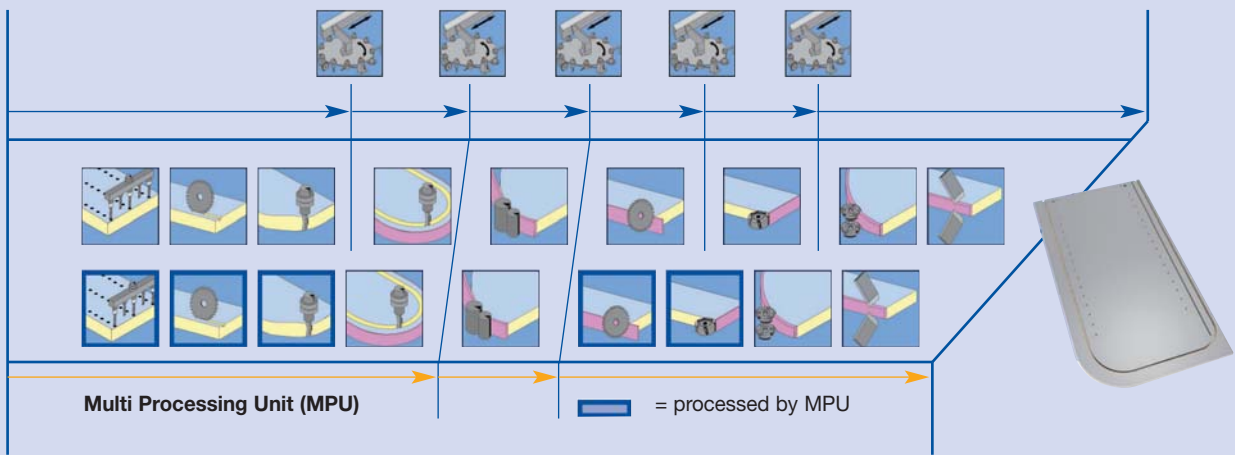 Multi Processing Unit (MPU)
= processed by MPU